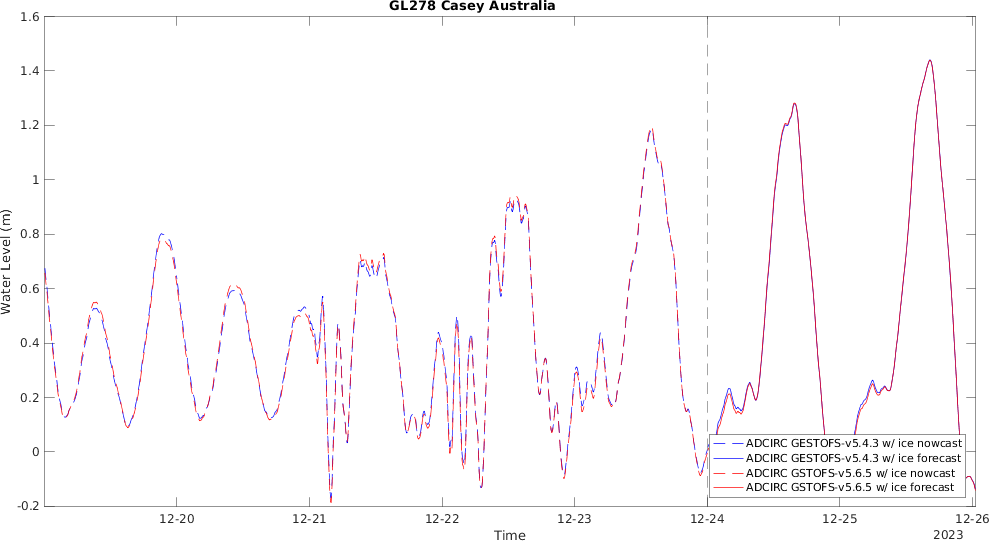 GL278 Casey Australia
1.6
1.4
1.2
1
0.8
0.6
0.4
0.2
0
-0.2
Water Level (m)
12-20
12-21
12-22
12-23
12-24
12-25
12-26
Time
2023
ADCIRC GESTOFS-v5.4.3 w/ ice nowcast
ADCIRC GESTOFS-v5.4.3 w/ ice forecast
ADCIRC GSTOFS-v5.6.5 w/ ice nowcast
ADCIRC GSTOFS-v5.6.5 w/ ice forecast